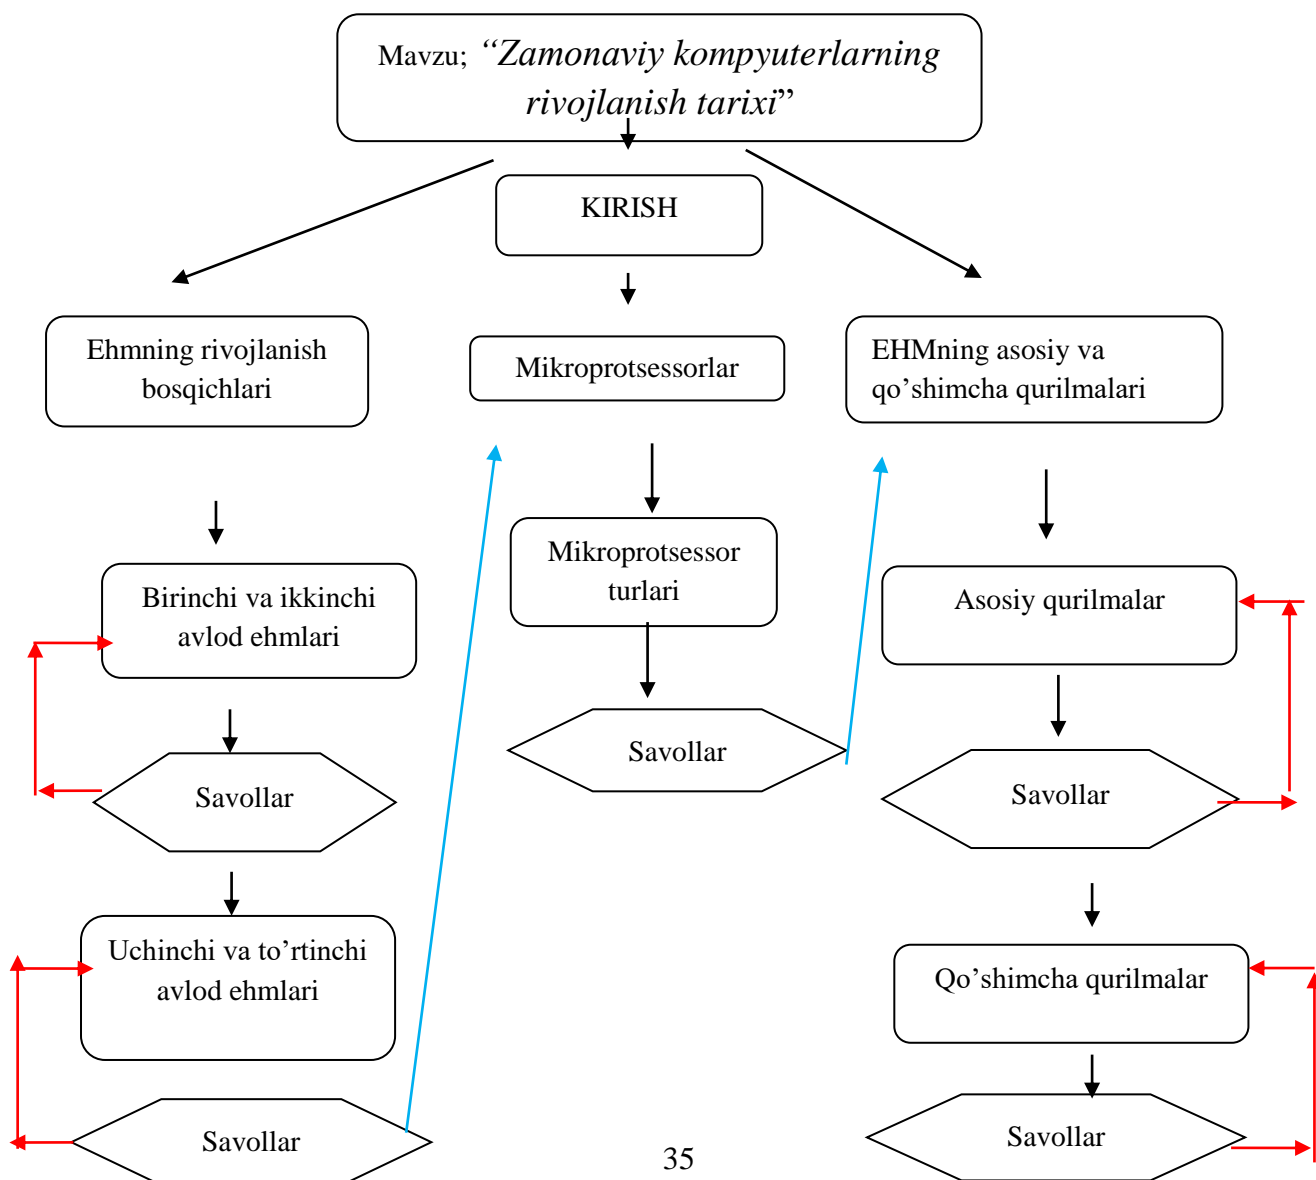 Mavzu; “Zamonaviy kompyuterlarning
rivojlanish tarixi”
KIRISH
Ehmning rivojlanish
bosqichlari
Mikroprotsessorlar
EHMning asosiy va
qo’shimcha qurilmalari
Birinchi va ikkinchi
avlod ehmlari
Mikroprotsessor
turlari
Asosiy qurilmalar
Savollar
Savollar
Savollar
Uchinchi va to’rtinchi
avlod ehmlari
Qo’shimcha qurilmalar
Savollar
Savollar
35